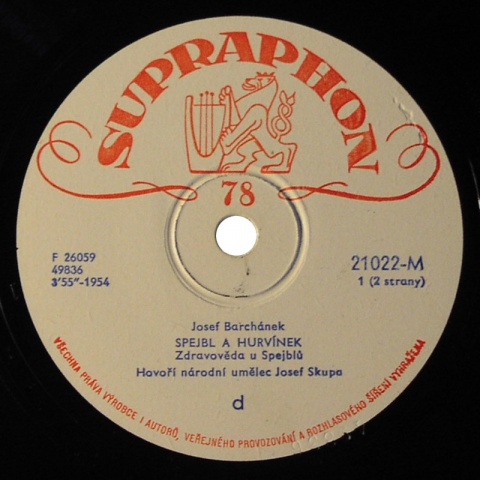 SUPRAPHON
78
F 26059
49836
3'55"-1954
21022-M
1 (2 strany)
Josef Barchánek
SPEJBL A HURVÍNEK
Zdravověda u Spejblů
Hovoří národní umělec Josef Skupa
d
VŠECHNA PRÁVA VÝROBCE I AUTORŮ, VEŘEJNÉHO PROVOZOVÁNÍ A ROZHLASOVÉHO ŠÍŘENÍ VYHRAŽENA